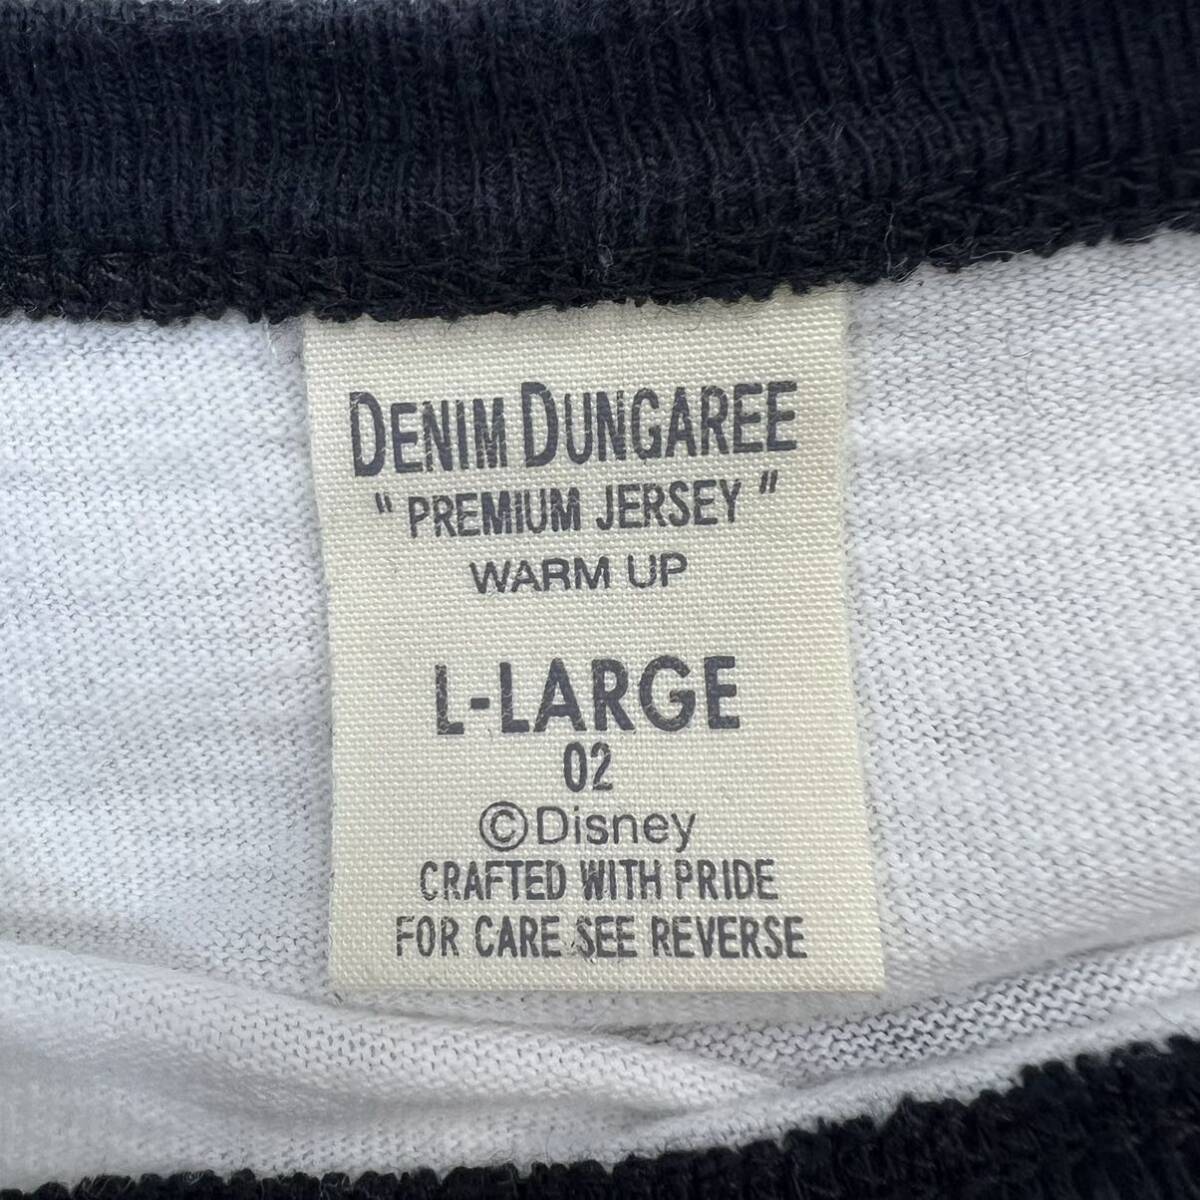 DENIM DUNGAREE
" PREMIUM JERSEY "
WARM UP
L-LARGE
02
©Disney
CRAFTED WITH PRIDE
FOR CARE SEE REVERSE